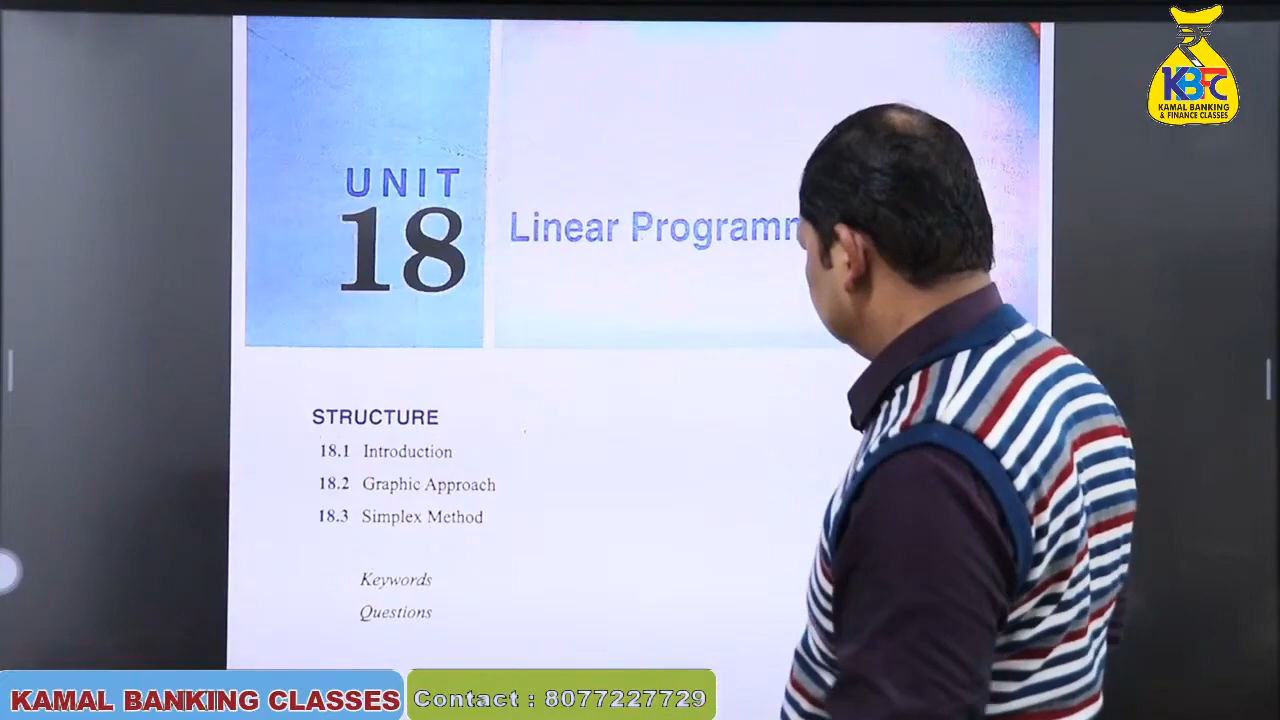 KBFC
KAMAL BANKING
& FINANCE CLASSES
UNIT
18
Linear Programm
STRUCTURE
18.1 Introduction
18.2 Graphic Approach
18.3 Simplex Method
Keywords
Questions
KAMAL BANKING CLASSES
Contact : 8077227729